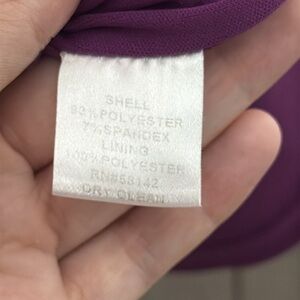 SHELL
93% POLYESTER
7% SPANDEX
LINING
100% POLYESTER
RN#58142
DRY CLEAN